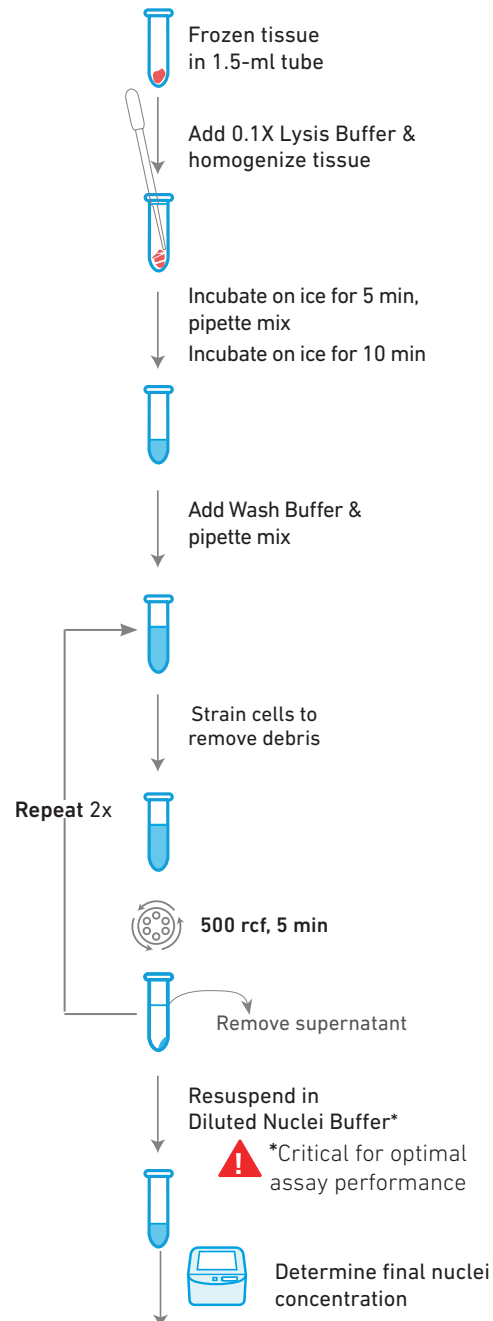 Frozen tissue
in 1.5-ml tube
Add 0.1X Lysis Buffer &
homogenize tissue
Incubate on ice for 5 min,
pipette mix
Incubate on ice for 10 min
Add Wash Buffer &
pipette mix
Strain cells to
remove debris
Repeat 2x
500 rcf, 5 min
Remove supernatant
Resuspend in
Diluted Nuclei Buffer*
!
*Critical for optimal
assay performance
Determine final nuclei
concentration